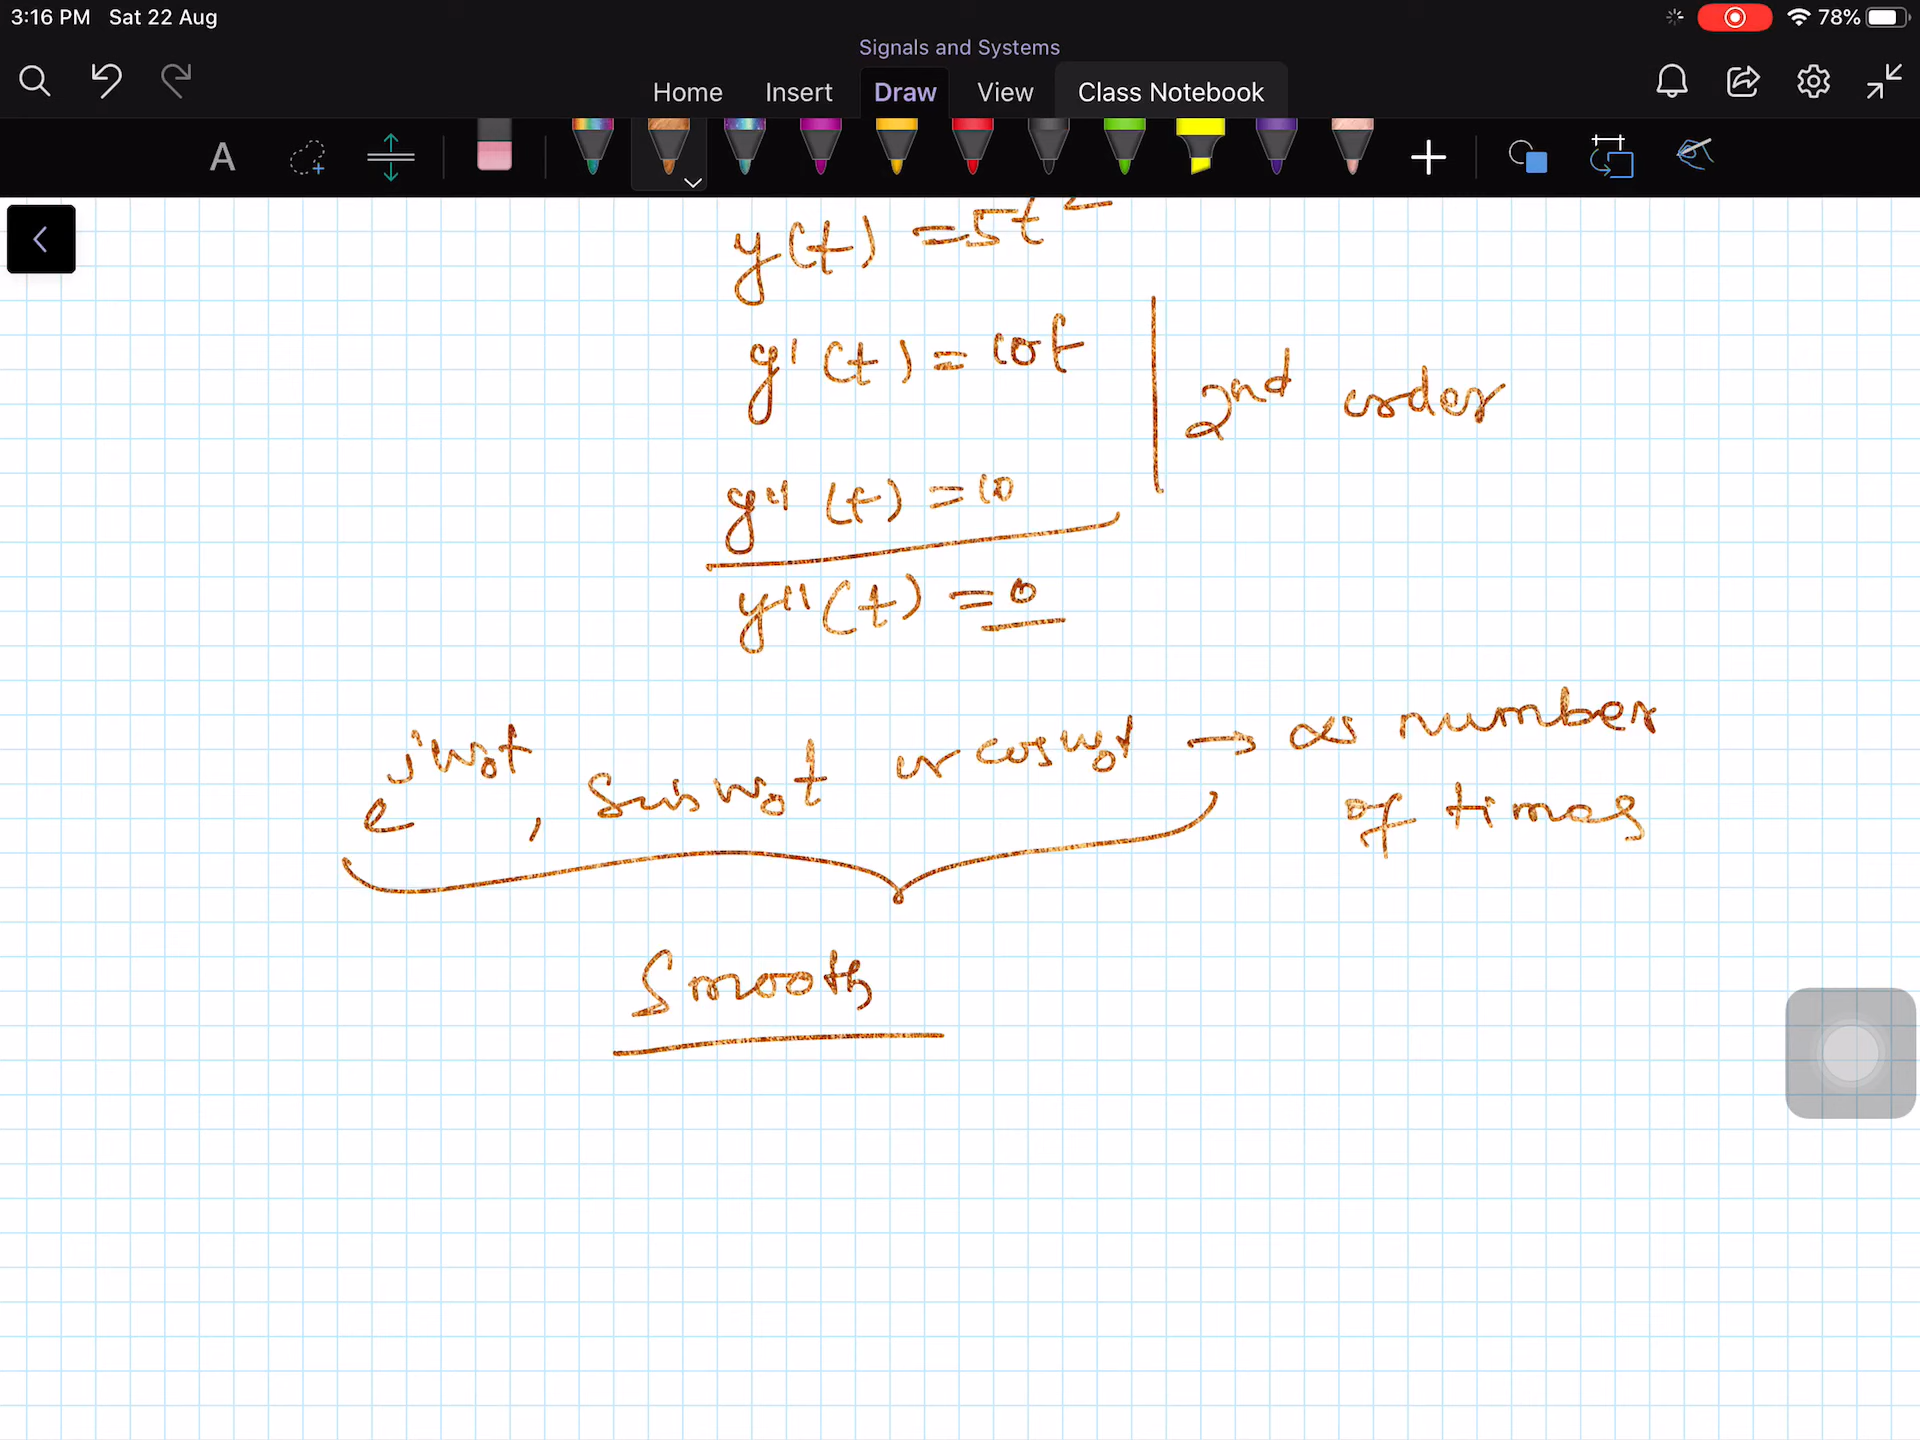 3:16 PM Sat 22 Aug
78%
Signals and Systems
Home Insert Draw View Class Notebook
A
y(t) = 5t²
y'(t) = 10t
2nd order
y''(t) = 10
y'''(t) = 0
e^jω₀t, sin ω₀t or cos ω₀t → ∞ number
of times
Smooth